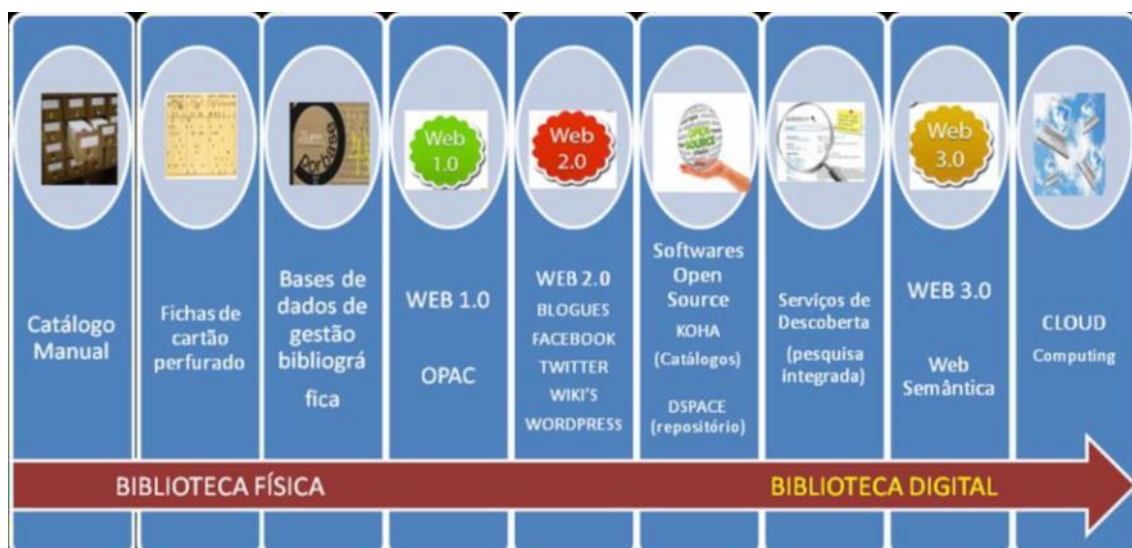 Catálogo
Manual
Fichas de
cartão
perfurado
Bases de
dados de
gestão
bibliográ
fica
Web
1.0
WEB 1.0
OPAC
Web
2.0
WEB 2.0
BLOGUES
FACEBOOK
TWITTER
WIKI'S
WORDPRESS
OPEN
SOURCE
Softwares
Open
Source
KOHA
(Catálogos)
DSPACE
(repositório)
Serviços de
Descoberta
(pesquisa
integrada)
Web
3.0
WEB 3.0
Web
Semântica
CLOUD
Computing
BIBLIOTECA FÍSICA
BIBLIOTECA DIGITAL